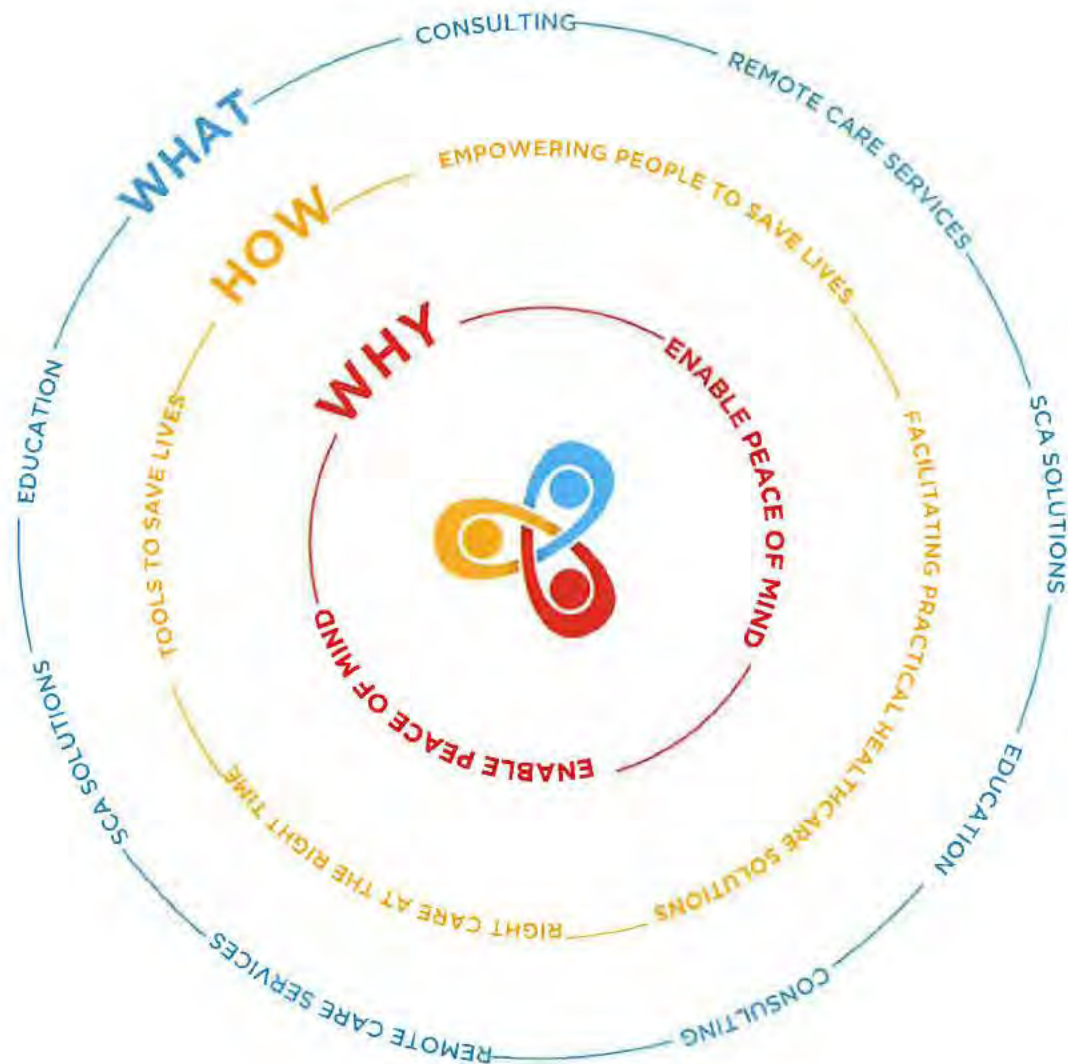 WHAT
CONSULTING
REMOTE CARE SERVICES
SCA SOLUTIONS
EDUCATION
CONSULTING
REMOTE CARE SERVICES
SCA SOLUTIONS
EDUCATION
HOW
EMPOWERING PEOPLE TO SAVE LIVES
FACILITATING PRACTICAL HEALTHCARE SOLUTIONS
RIGHT CARE AT THE RIGHT TIME
TOOLS TO SAVE LIVES
WHY
ENABLE PEACE OF MIND
ENABLE PEACE OF MIND